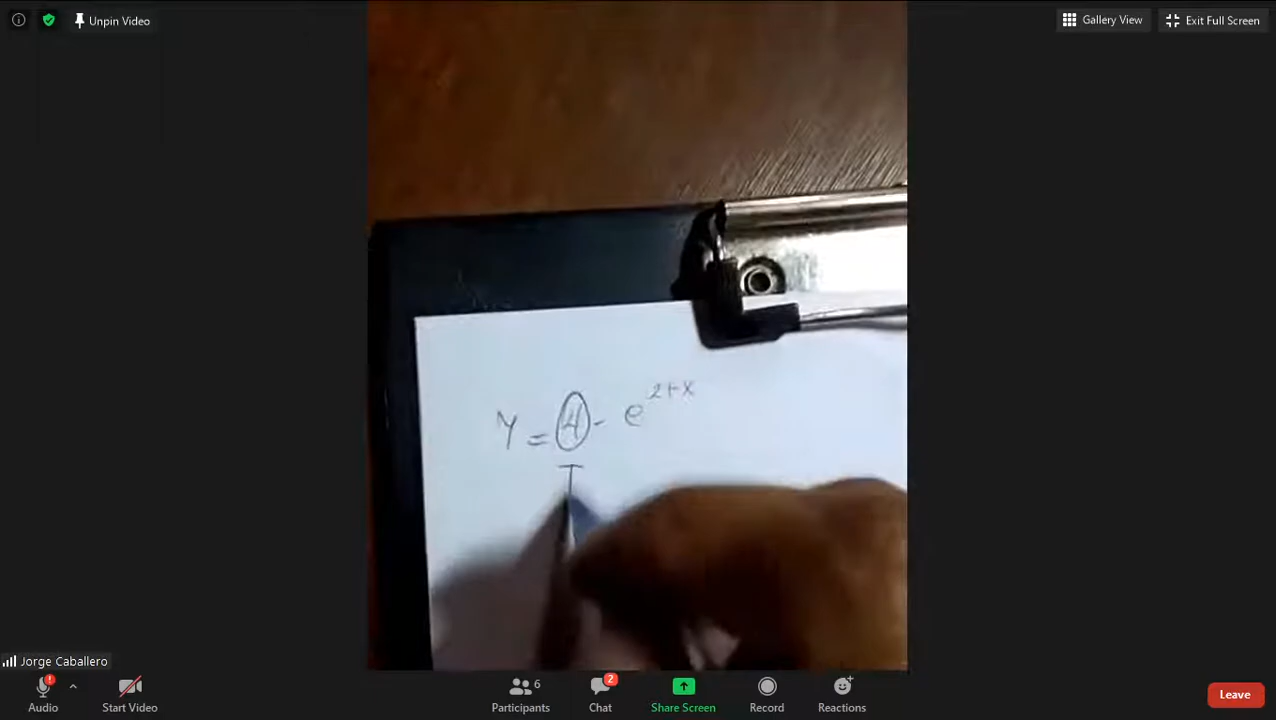 Unpin Video
Gallery View
Exit Full Screen
Y = 4 - e^{2+x}
Jorge Caballero
6
2
Audio
Start Video
Participants
Chat
Share Screen
Record
Reactions
Leave